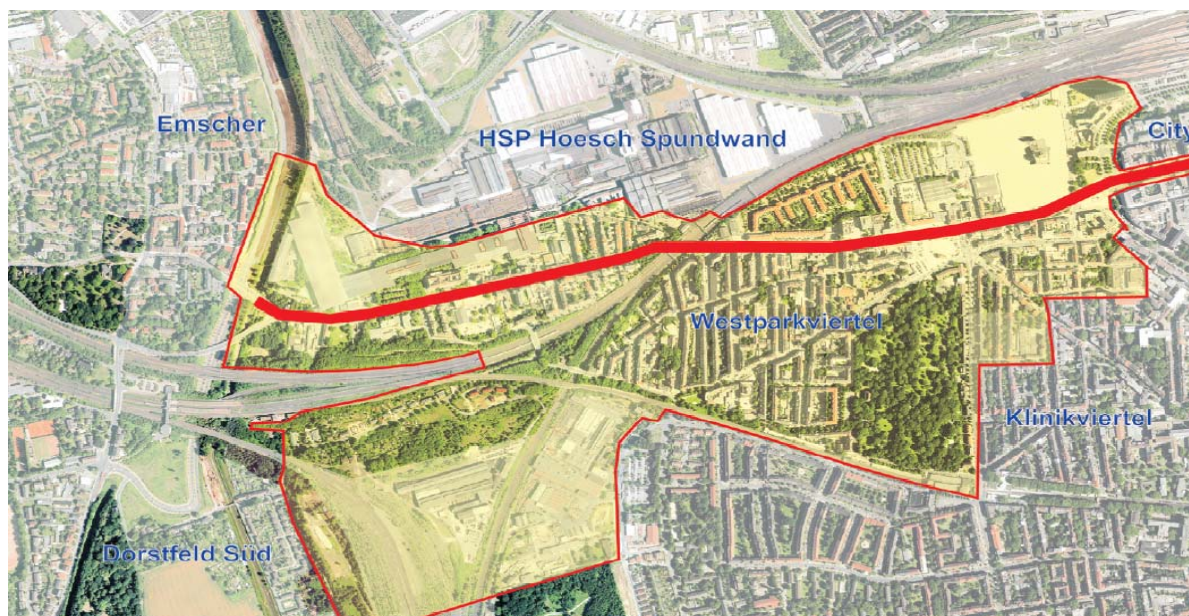 Emscher
HSP Hoesch Spundwand
City
Westparkviertel
Klinikviertel
Dorstfeld Süd